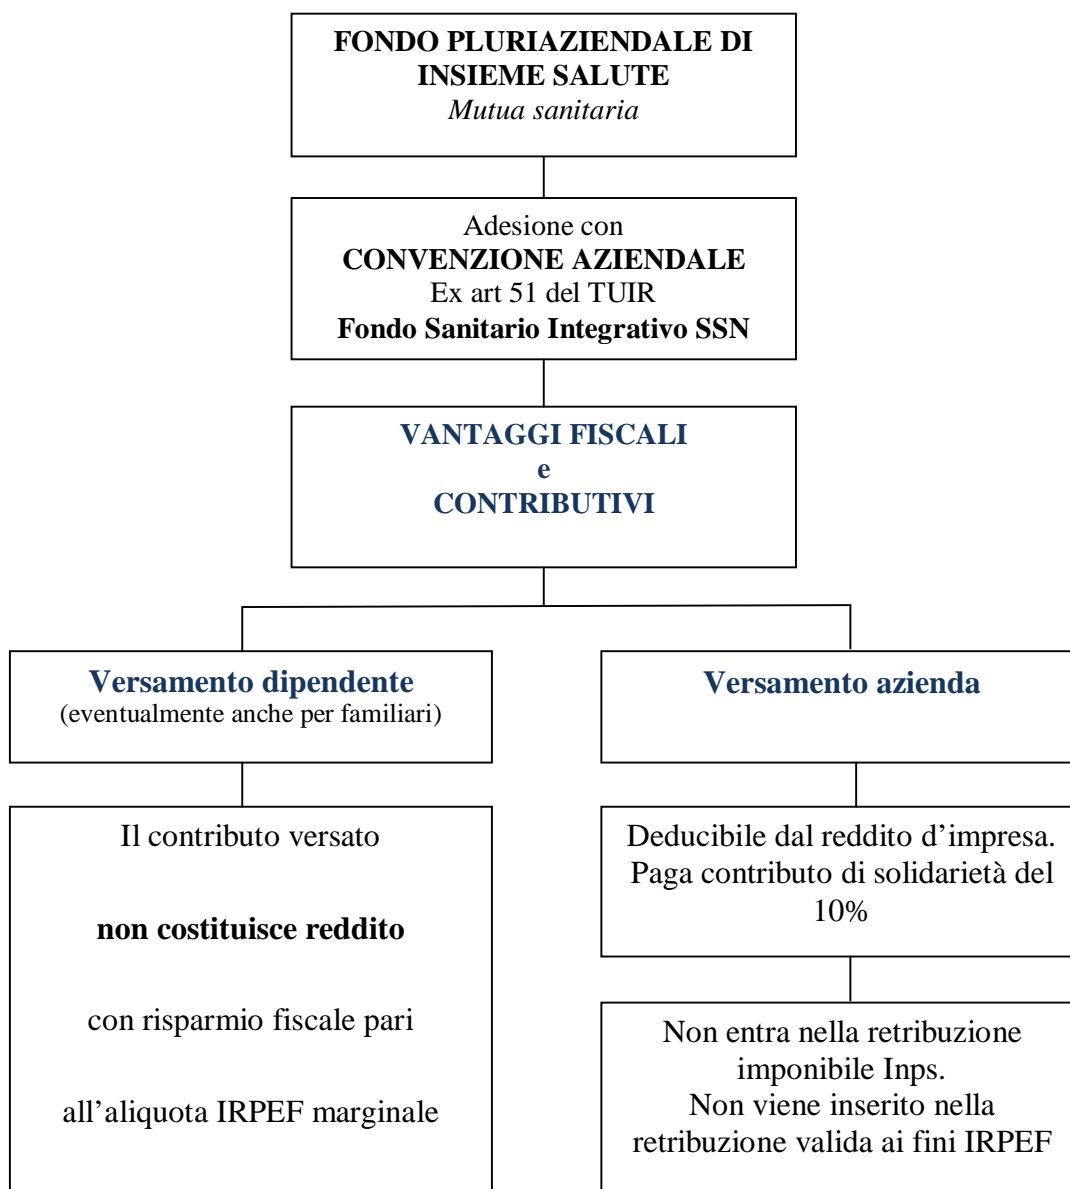 FONDO PLURIAZIENDALE DI
INSIEME SALUTE
Mutua sanitaria
Adesione con
CONVENZIONE AZIENDALE
Ex art 51 del TUIR
Fondo Sanitario Integrativo SSN
VANTAGGI FISCALI
e
CONTRIBUTIVI
Versamento dipendente
(eventualmente anche per familiari)
Il contributo versato
non costituisce reddito
con risparmio fiscale pari
all’aliquota IRPEF marginale
Versamento azienda
Deducibile dal reddito d’impresa.
Paga contributo di solidarietà del
10%
Non entra nella retribuzione
imponibile Inps.
Non viene inserito nella
retribuzione valida ai fini IRPEF